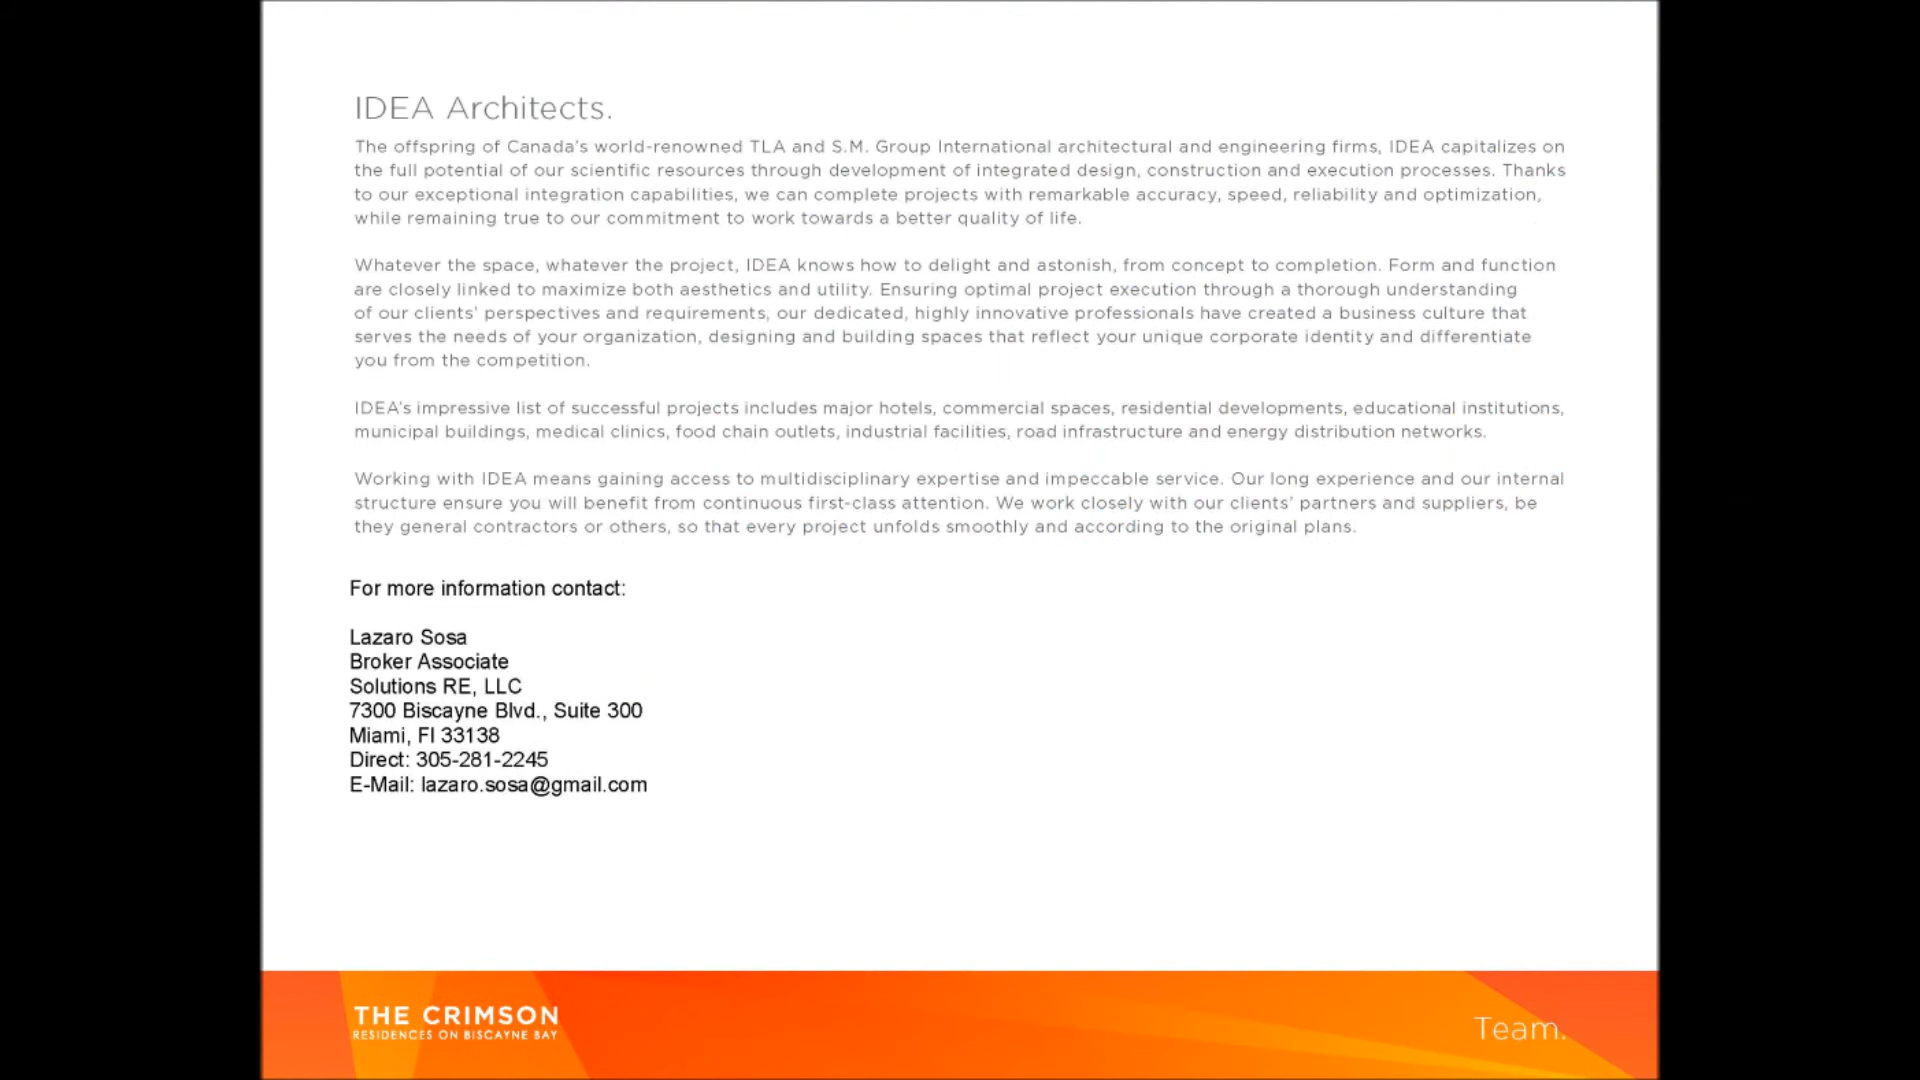 IDEA Architects.
The offspring of Canada's world-renowned TLA and S.M. Group International architectural and engineering firms, IDEA capitalizes on
the full potential of our scientific resources through development of integrated design, construction and execution processes. Thanks
to our exceptional integration capabilities, we can complete projects with remarkable accuracy, speed, reliability and optimization,
while remaining true to our commitment to work towards a better quality of life.
Whatever the space, whatever the project, IDEA knows how to delight and astonish, from concept to completion. Form and function
are closely linked to maximize both aesthetics and utility. Ensuring optimal project execution through a thorough understanding
of our clients' perspectives and requirements, our dedicated, highly innovative professionals have created a business culture that
serves the needs of your organization, designing and building spaces that reflect your unique corporate identity and differentiate
you from the competition.
IDEA's impressive list of successful projects includes major hotels, commercial spaces, residential developments, educational institutions,
municipal buildings, medical clinics, food chain outlets, industrial facilities, road infrastructure and energy distribution networks.
Working with IDEA means gaining access to multidisciplinary expertise and impeccable service. Our long experience and our internal
structure ensure you will benefit from continuous first-class attention. We work closely with our clients' partners and suppliers, be
they general contractors or others, so that every project unfolds smoothly and according to the original plans.
For more information contact:
Lazaro Sosa
Broker Associate
Solutions RE, LLC
7300 Biscayne Blvd., Suite 300
Miami, Fl 33138
Direct: 305-281-2245
E-Mail: lazaro.sosa@gmail.com
THE CRIMSON
RESIDENCES ON BISCAYNE BAY
Team.